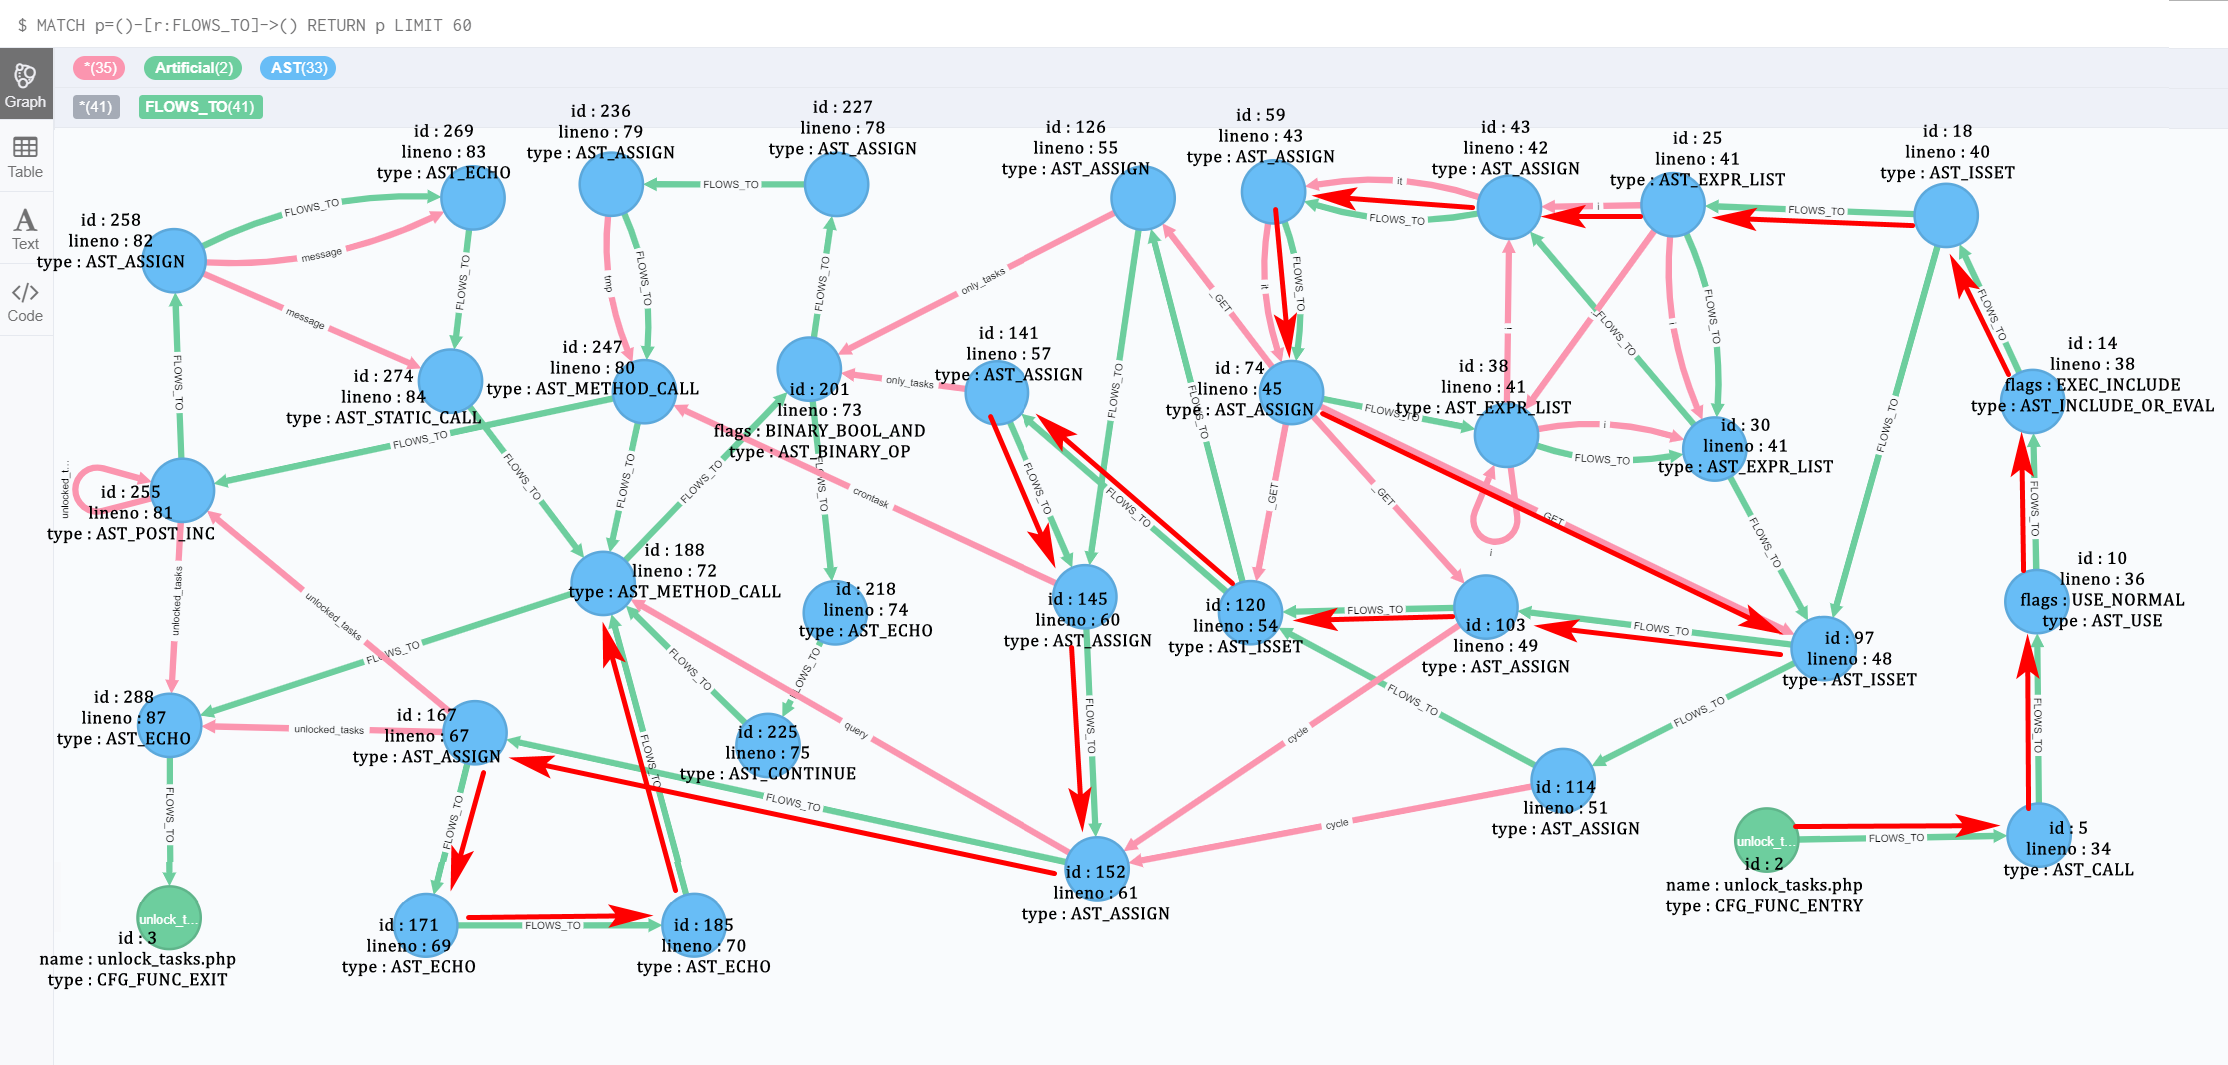 $ MATCH p=()-[r:FLOWS_TO]->() RETURN p LIMIT 60
*(35) Artificial(2) AST(33)
*(41) FLOWS_TO(41)
Graph
Table
Text
Code
id : 269
lineno : 83
type : AST_ECHO
id : 236
lineno : 79
type : AST_ASSIGN
id : 227
lineno : 78
type : AST_ASSIGN
id : 126
lineno : 55
type : AST_ASSIGN
id : 59
lineno : 43
type : AST_ASSIGN
id : 43
lineno : 42
type : AST_ASSIGN
id : 25
lineno : 41
type : AST_EXPR_LIST
id : 18
lineno : 40
type : AST_ISSET
id : 258
lineno : 82
type : AST_ASSIGN
FLOWS_TO
message
message
FLOWS_TO
FLOWS_TO
tmp
FLOWS_TO
FLOWS_TO
only_tasks
_GET
it
FLOWS_TO
it
FLOWS_TO
i
FLOWS_TO
i
FLOWS_TO
i
FLOWS_TO
FLOWS_TO
FLOWS_TO
id : 274
lineno : 84
type : AST_STATIC_CALL
id : 247
lineno : 80
type : AST_METHOD_CALL
id : 201
lineno : 73
flags : BINARY_BOOL_AND
type : AST_BINARY_OP
id : 141
lineno : 57
type : AST_ASSIGN
id : 74
lineno : 45
type : AST_ASSIGN
id : 38
lineno : 41
type : AST_EXPR_LIST
id : 30
lineno : 41
type : AST_EXPR_LIST
id : 14
lineno : 38
flags : EXEC_INCLUDE
type : AST_INCLUDE_OR_EVAL
FLOWS_TO
FLOWS_TO
FLOWS_TO
FLOWS_TO
FLOWS_TO
FLOWS_TO
only_tasks
crontask
FLOWS_TO
FLOWS_TO
FLOWS_TO
FLOWS_TO
FLOWS_TO
_GET
_GET
_GET
i
FLOWS_TO
i
FLOWS_TO
FLOWS_TO
id : 255
lineno : 81
type : AST_POST_INC
unlocked_...
unlocked_tasks
unlocked_tasks
id : 188
lineno : 72
type : AST_METHOD_CALL
id : 218
lineno : 74
type : AST_ECHO
id : 145
lineno : 60
type : AST_ASSIGN
id : 120
lineno : 54
type : AST_ISSET
id : 103
lineno : 49
type : AST_ASSIGN
id : 97
lineno : 48
type : AST_ISSET
id : 10
lineno : 36
flags : USE_NORMAL
type : AST_USE
FLOWS_TO
FLOWS_TO
FLOWS_TO
FLOWS_TO
FLOWS_TO
FLOWS_TO
FLOWS_TO
FLOWS_TO
FLOWS_TO
query
cycle
cycle
id : 288
lineno : 87
type : AST_ECHO
unlocked_tasks
id : 167
lineno : 67
type : AST_ASSIGN
id : 225
lineno : 75
type : AST_CONTINUE
id : 114
lineno : 51
type : AST_ASSIGN
FLOWS_TO
FLOWS_TO
FLOWS_TO
FLOWS_TO
id : 152
lineno : 61
type : AST_ASSIGN
unlock_t...
id : 2
name : unlock_tasks.php
type : CFG_FUNC_ENTRY
FLOWS_TO
id : 5
lineno : 34
type : AST_CALL
unlock_t...
id : 3
name : unlock_tasks.php
type : CFG_FUNC_EXIT
id : 171
lineno : 69
type : AST_ECHO
FLOWS_TO
id : 185
lineno : 70
type : AST_ECHO